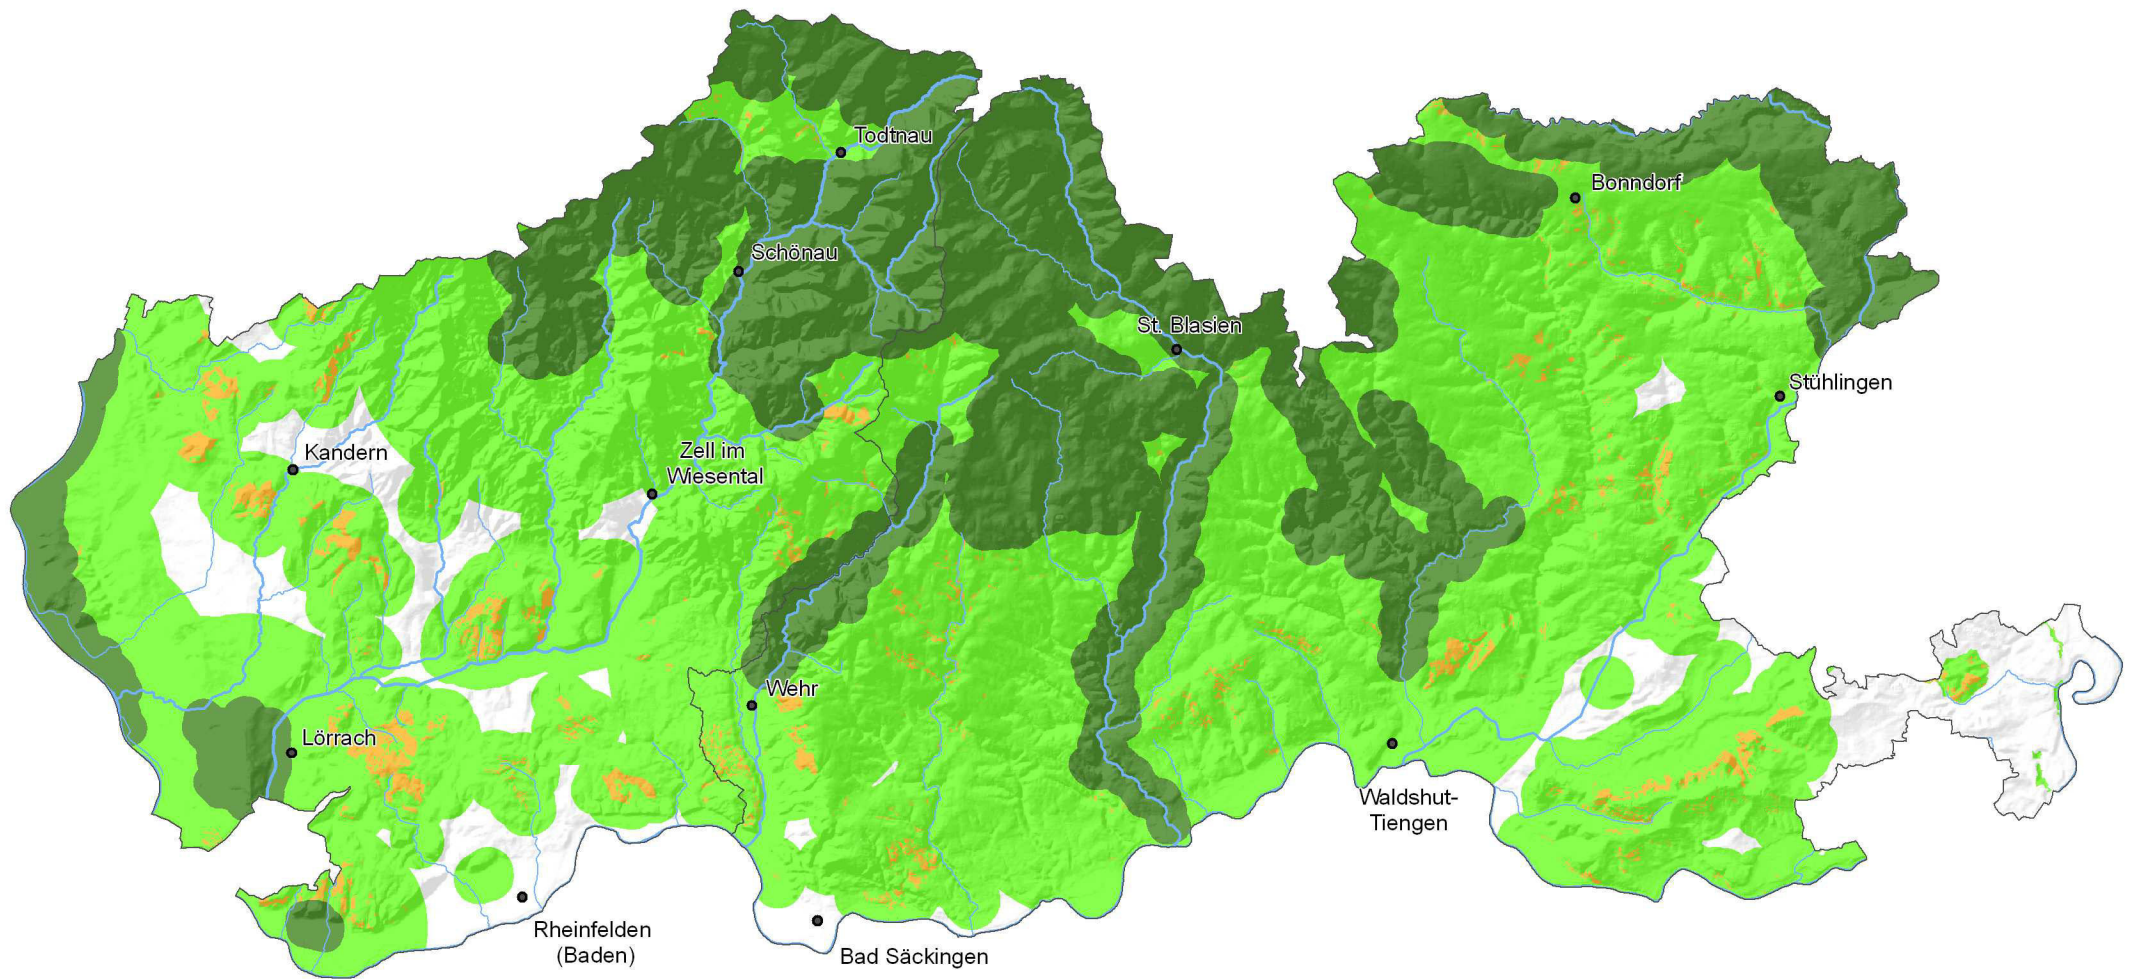 Todtnau
Bonndorf
Schönau
St. Blasien
Stühlingen
Kandern
Zell im
Wiesental
Wehr
Lörrach
Waldshut-
Tiengen
Rheinfelden
(Baden)
Bad Säckingen